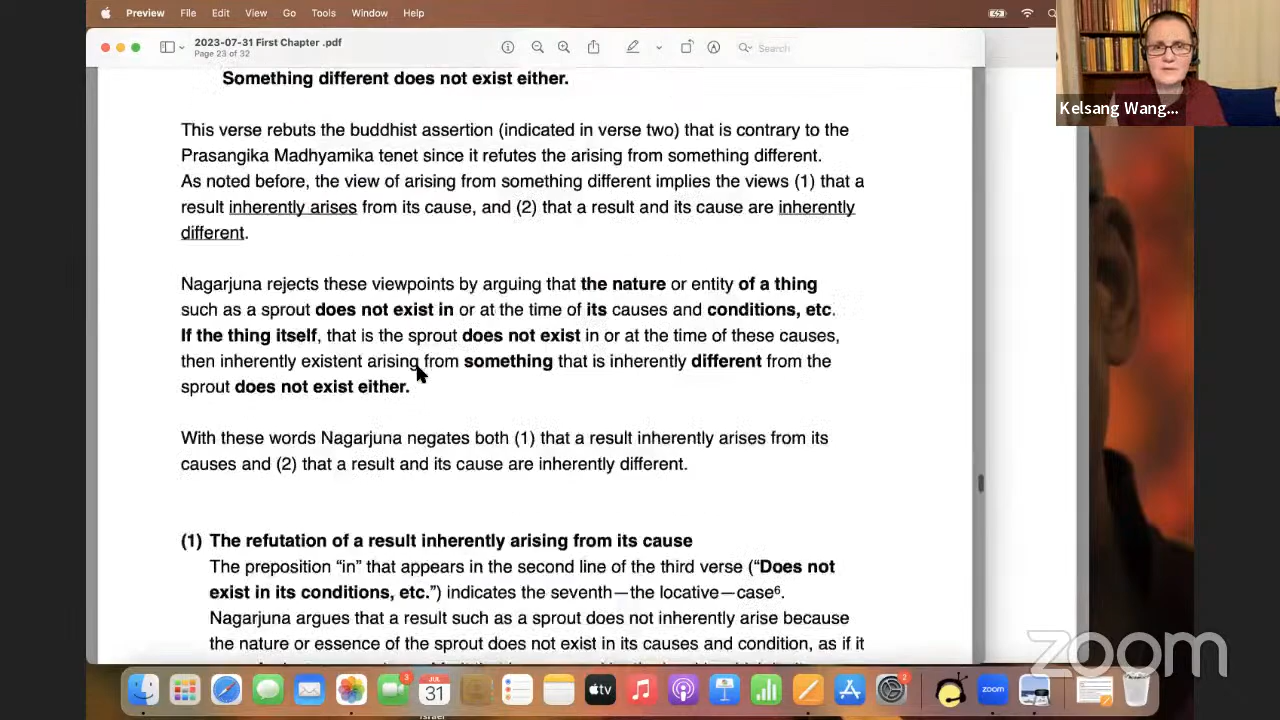 Preview File Edit View Go Tools Window Help
2023-07-31 First Chapter .pdf
Page 23 of 32
Search
Kelsang Wang...
Something different does not exist either.
This verse rebuts the buddhist assertion (indicated in verse two) that is contrary to the
Prasangika Madhyamika tenet since it refutes the arising from something different.
As noted before, the view of arising from something different implies the views (1) that a
result inherently arises from its cause, and (2) that a result and its cause are inherently
different.
Nagarjuna rejects these viewpoints by arguing that the nature or entity of a thing
such as a sprout does not exist in or at the time of its causes and conditions, etc.
If the thing itself, that is the sprout does not exist in or at the time of these causes,
then inherently existent arising from something that is inherently different from the
sprout does not exist either.
With these words Nagarjuna negates both (1) that a result inherently arises from its
causes and (2) that a result and its cause are inherently different.
(1) The refutation of a result inherently arising from its cause
The preposition “in” that appears in the second line of the third verse (“Does not
exist in its conditions, etc.”) indicates the seventh—the locative—case⁶.
Nagarjuna argues that a result such as a sprout does not inherently arise because
the nature or essence of the sprout does not exist in its causes and condition, as if it
zoom
3
JUL
31
tv
zoom
2